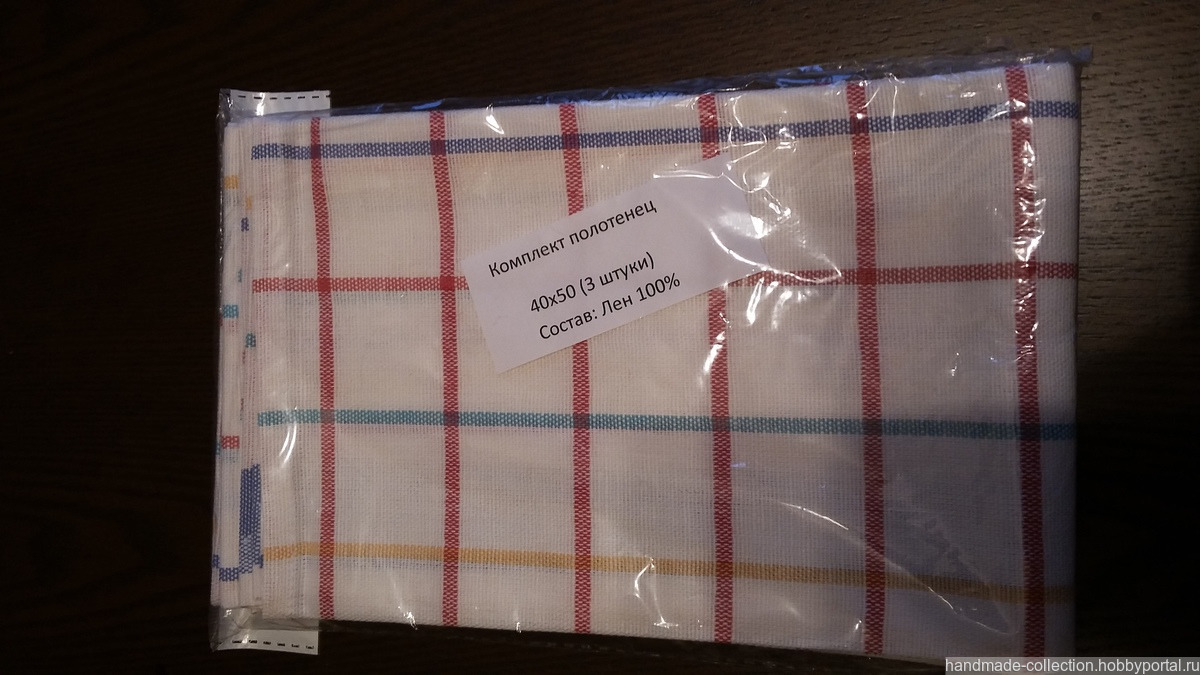 Комплект полотенец
40х50 (3 штуки)
Состав: Лен 100%
handmade-collection.hobbyportal.ru